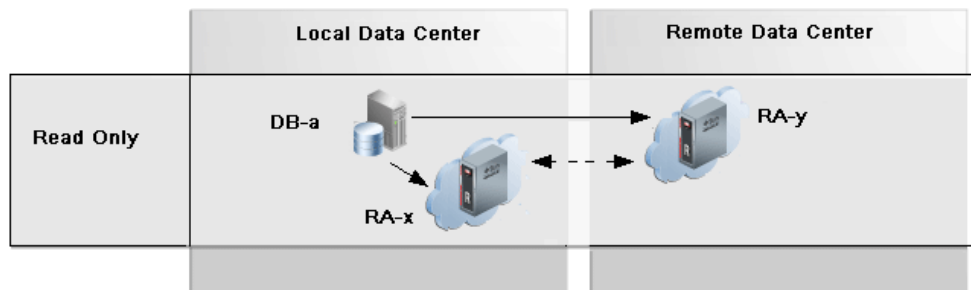 Local Data Center
Remote Data Center
Read Only
DB-a
RA-y
RA-x
R
R